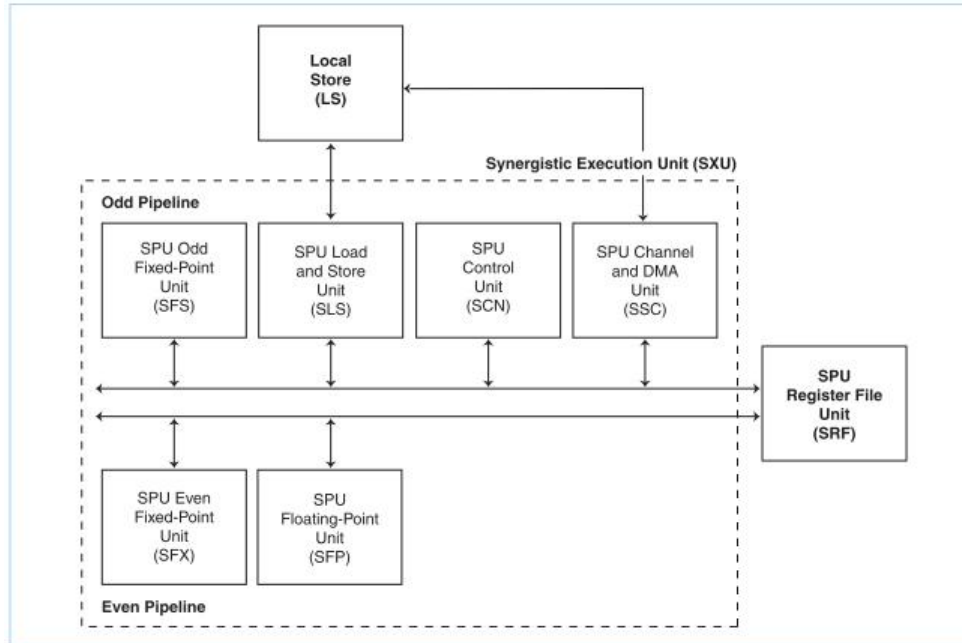 Local
Store
(LS)
Synergistic Execution Unit (SXU)
Odd Pipeline
SPU Odd
Fixed-Point
Unit
(SFS)
SPU Load
and Store
Unit
(SLS)
SPU
Control
Unit
(SCN)
SPU Channel
and DMA
Unit
(SSC)
SPU
Register File
Unit
(SRF)
SPU Even
Fixed-Point
Unit
(SFX)
SPU
Floating-Point
Unit
(SFP)
Even Pipeline